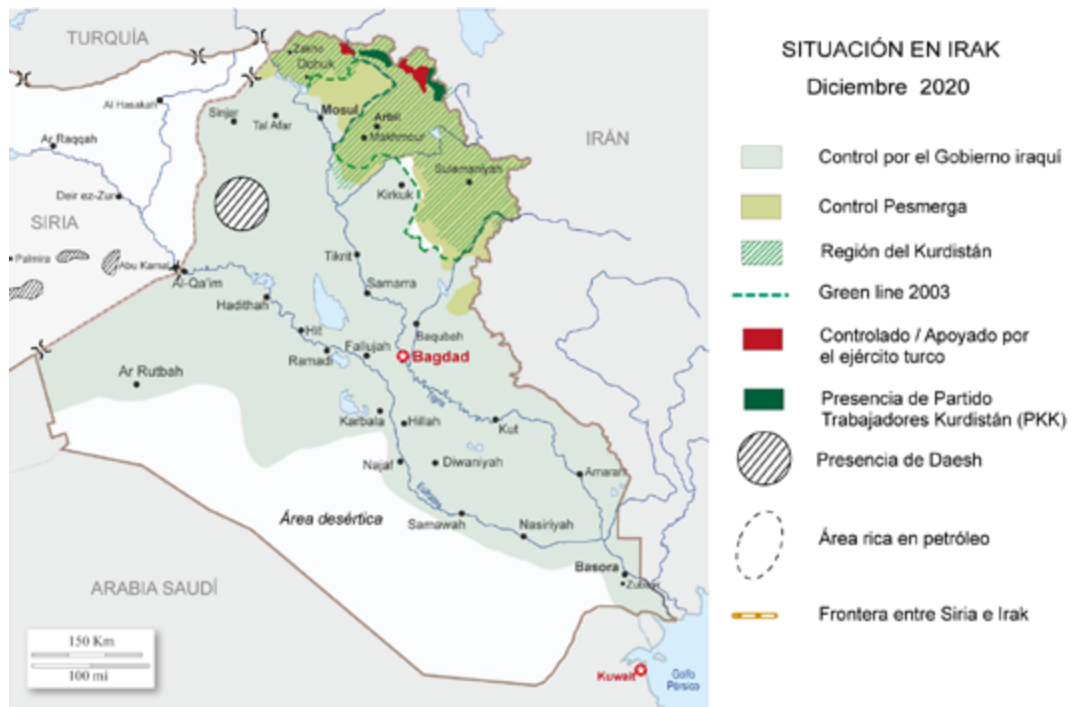 TURQUÍA
Zakho
Dohuk
Al Hasakah
Mosul
Sinjar
Tal Afar
Arbil
Makhmour
IRÁN
Ar Raqqah
Sulemaniyah
Deir ez-Zur
Kirkuk
SIRIA
Palmira
Abu Kamal
Tikrit
Al-Qa'im
Samarra
Hadithah
Hit
Baqubah
Fallujah
Ramadi
Bagdad
Ar Rutbah
Tigris
Karbala
Hillah
Kut
Najaf
Diwaniyah
Amarah
Área desértica
Samawah
Nasiriyah
Basora
Zubayr
ARABIA SAUDÍ
150 Km
100 mi
Kuwait
Golfo
Pérsico
SITUACIÓN EN IRAK
Diciembre 2020
Control por el Gobierno iraquí
Control Pesmerga
Región del Kurdistán
Green line 2003
Controlado / Apoyado por
el ejército turco
Presencia de Partido
Trabajadores Kurdistán (PKK)
Presencia de Daesh
Área rica en petróleo
Frontera entre Siria e Irak